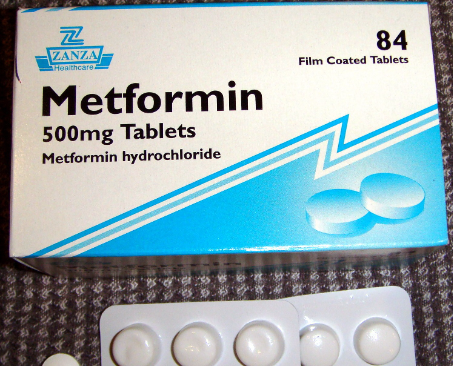 ZANZA
Healthcare
84
Film Coated Tablets
Metformin
500mg Tablets
Metformin hydrochloride